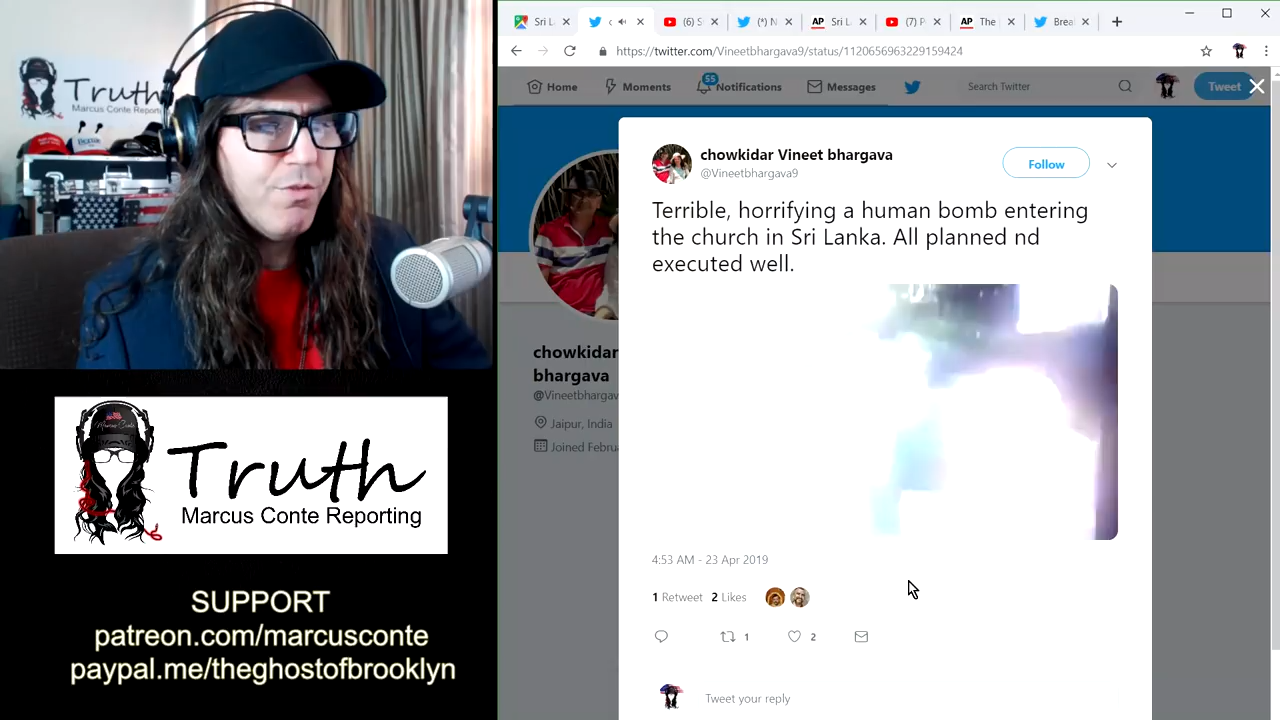 Truth
Marcus Conte Reporting
Truth
Marcus Conte Reporting
SUPPORT
patreon.com/marcusconte
paypal.me/theghostofbrooklyn
Sri L
(6) S
(*) N
AP Sri L
(7) P
AP The
Brea
https://twitter.com/Vineetbhargava9/status/1120656963229159424
Home
Moments
55
Notifications
Messages
Search Twitter
Tweet
chowkidar Vineet bhargava
@Vineetbhargava9
Follow
Terrible, horrifying a human bomb entering
the church in Sri Lanka. All planned nd
executed well.
4:53 AM - 23 Apr 2019
1 Retweet 2 Likes
1
2
Tweet your reply
chowkidar
bhargava
@Vineetbhargav
Jaipur, India
Joined Febru